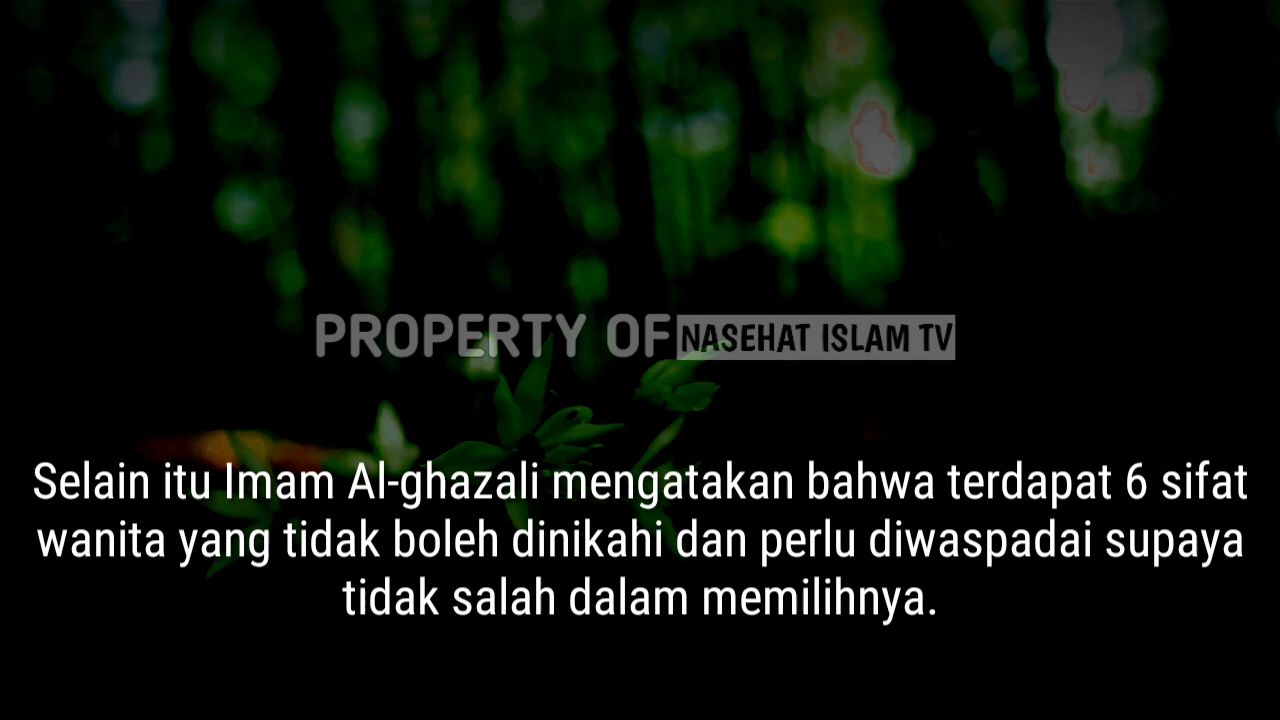 PROPERTY OF NASEHAT ISLAM TV
Selain itu Imam Al-ghazali mengatakan bahwa terdapat 6 sifat
wanita yang tidak boleh dinikahi dan perlu diwaspadai supaya
tidak salah dalam memilihnya.